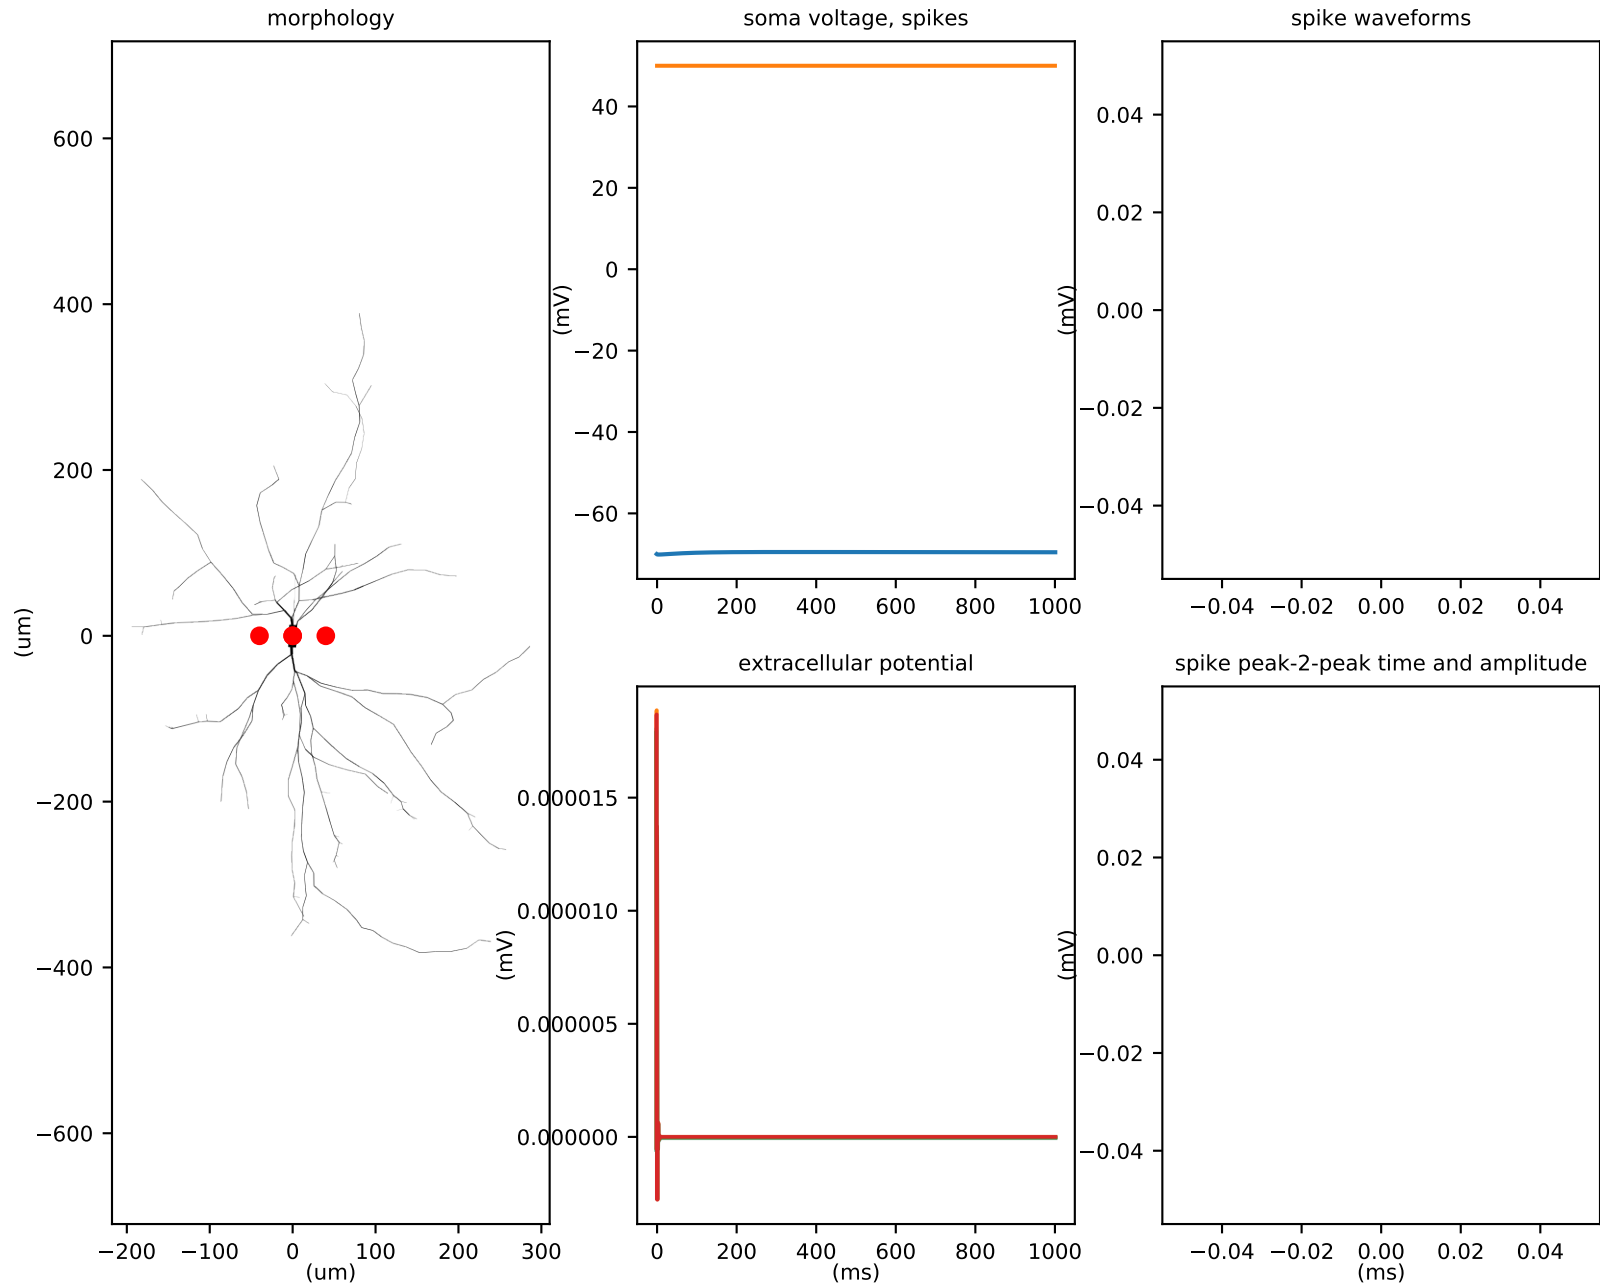 morphology
600
400
200
0
−200
−400
−600
(um)
−200 −100 0 100 200 300
(um)
soma voltage, spikes
40
20
0
−20
−40
−60
(mV)
0 200 400 600 800 1000
spike waveforms
0.04
0.02
0.00
−0.02
−0.04
(mV)
−0.04 −0.02 0.00 0.02 0.04
extracellular potential
0.000015
0.000010
0.000005
0.000000
(mV)
0 200 400 600 800 1000
(ms)
spike peak-2-peak time and amplitude
0.04
0.02
0.00
−0.02
−0.04
(mV)
−0.04 −0.02 0.00 0.02 0.04
(ms)